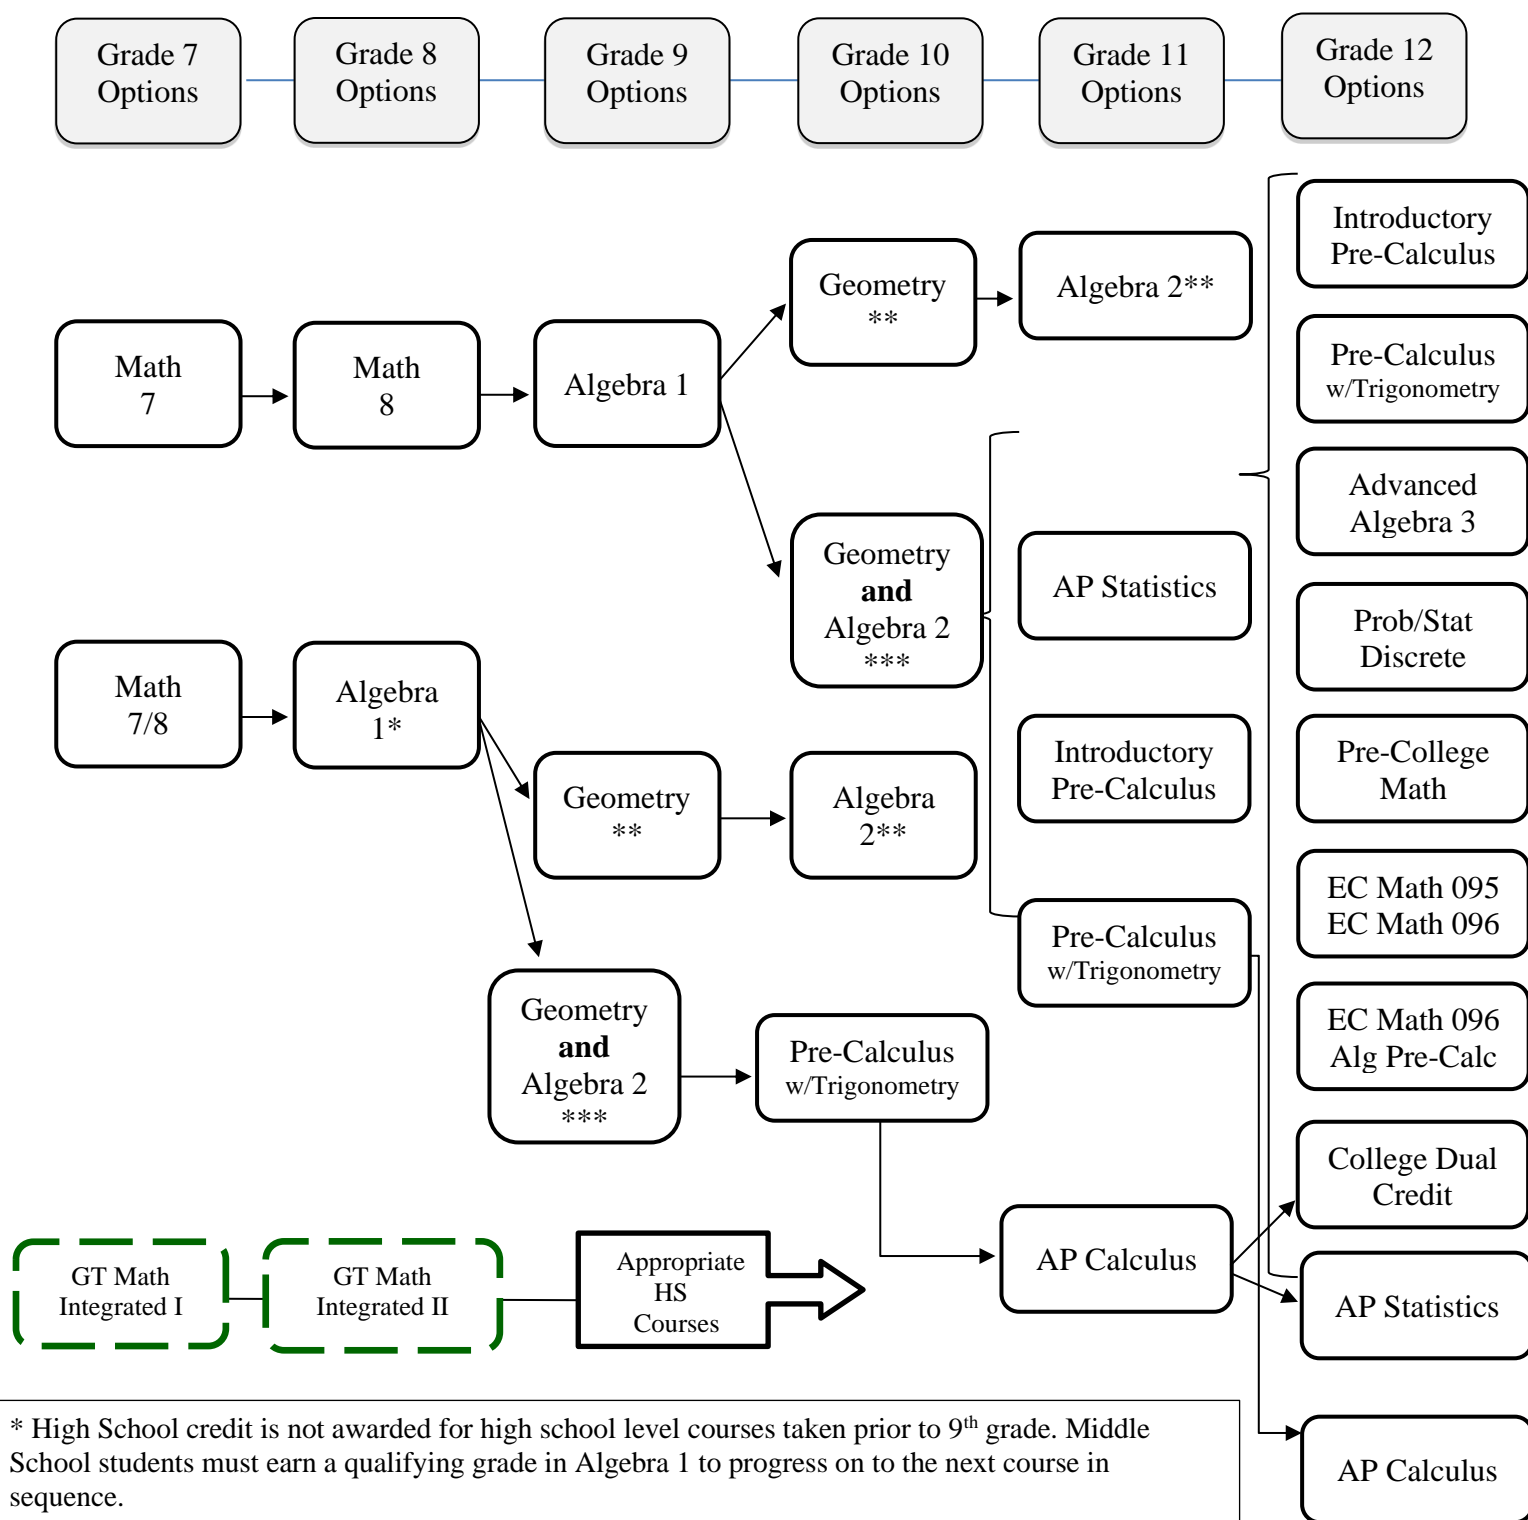 Grade 7
Options
Grade 8
Options
Grade 9
Options
Grade 10
Options
Grade 11
Options
Grade 12
Options
Math
7
Math
8
Algebra 1
Geometry
**
Algebra 2**
Geometry
and
Algebra 2
***
Math
7/8
Algebra
1*
Geometry
**
Algebra
2**
Geometry
and
Algebra 2
***
Pre-Calculus
w/Trigonometry
AP Statistics
Introductory
Pre-Calculus
Pre-Calculus
w/Trigonometry
AP Calculus
Introductory
Pre-Calculus
Pre-Calculus
w/Trigonometry
Advanced
Algebra 3
Prob/Stat
Discrete
Pre-College
Math
EC Math 095
EC Math 096
EC Math 096
Alg Pre-Calc
College Dual
Credit
AP Statistics
AP Calculus
GT Math
Integrated I
GT Math
Integrated II
Appropriate
HS
Courses
* High School credit is not awarded for high school level courses taken prior to 9th grade. Middle
School students must earn a qualifying grade in Algebra 1 to progress on to the next course in
sequence.